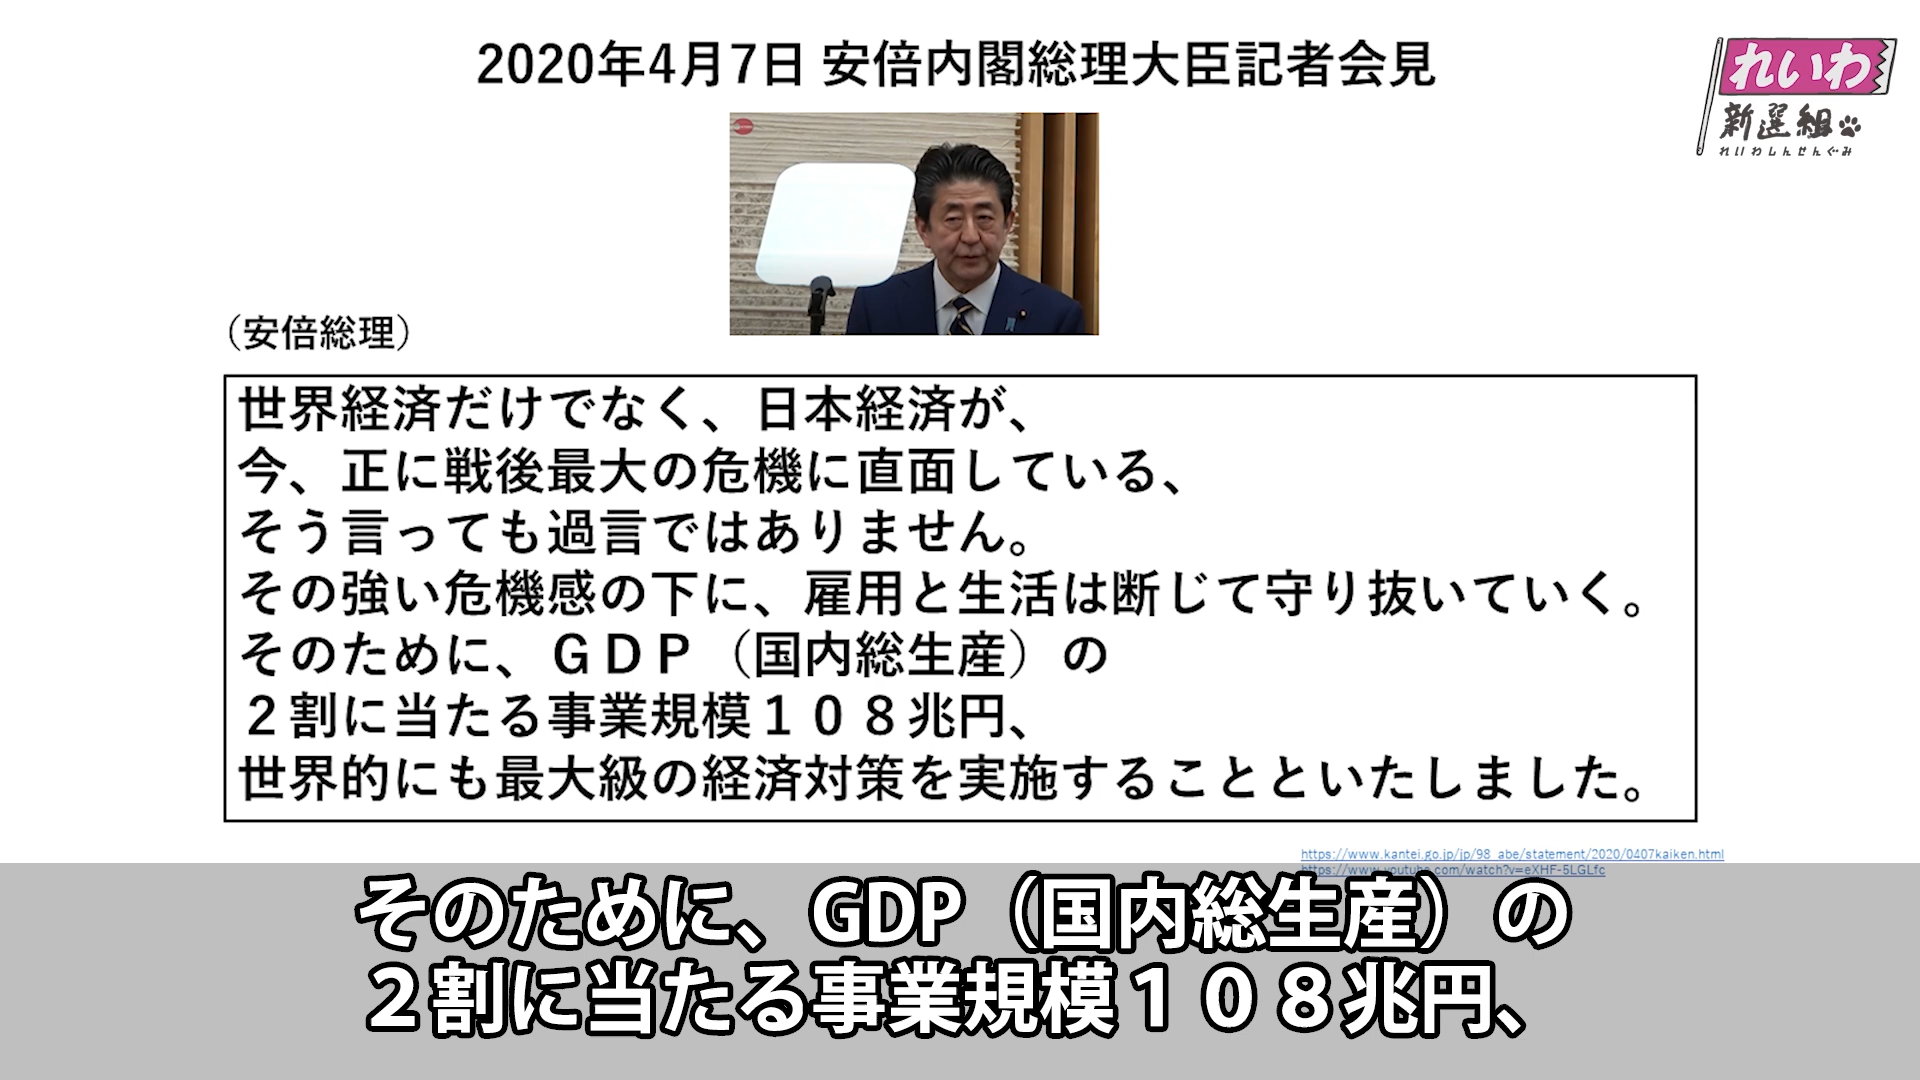 2020年4月7日 安倍内閣総理大臣記者会見
れいわ
新選組
れいわしんせんぐみ
（安倍総理）
世界経済だけでなく、日本経済が、
今、正に戦後最大の危機に直面している、
そう言っても過言ではありません。
その強い危機感の下に、雇用と生活は断じて守り抜いていく。
そのために、ＧＤＰ（国内総生産）の
２割に当たる事業規模１０８兆円、
世界的にも最大級の経済対策を実施することといたしました。
https://www.kantei.go.jp/jp/98_abe/statement/2020/0407kaiken.html
https://www.youtube.com/watch?v=eXHF-5LGLfc
そのために、GDP（国内総生産）の
２割に当たる事業規模１０８兆円、